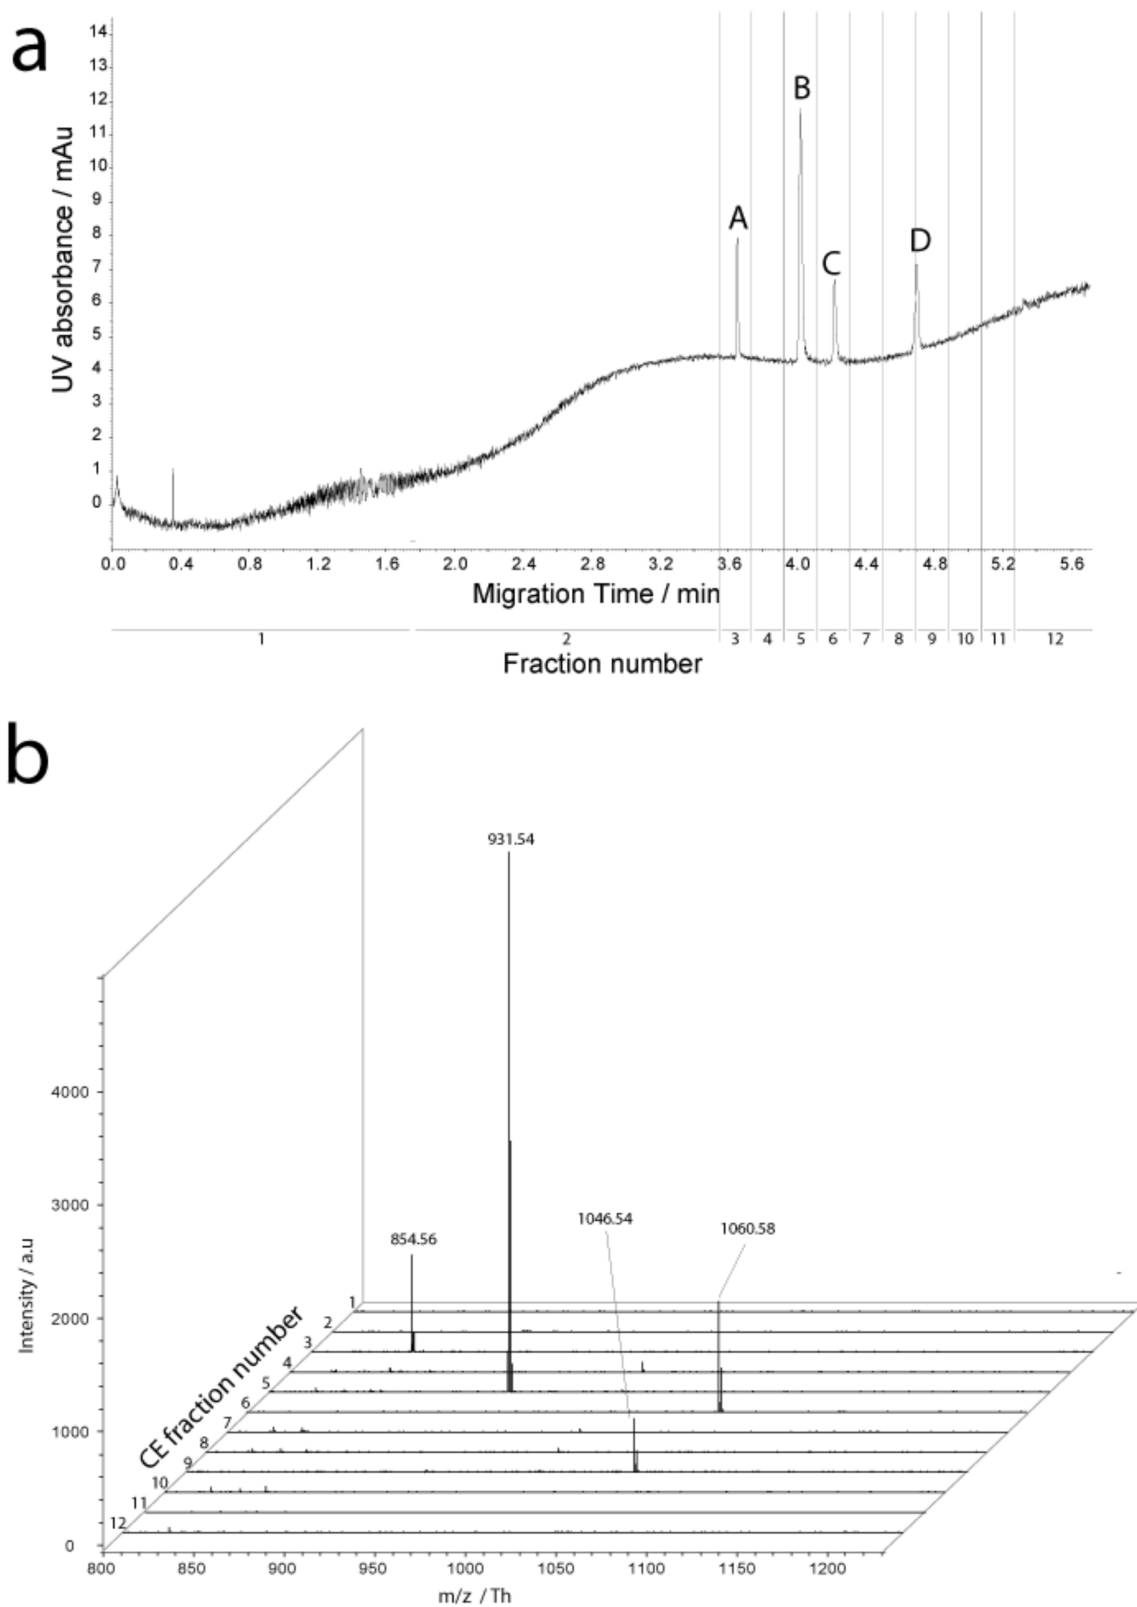 a
14
13
12
11
10
9
8
7
6
5
4
3
2
1
0
UV absorbance / mAu
A
B
C
D
0.0 0.4 0.8 1.2 1.6 2.0 2.4 2.8 3.2 3.6 4.0 4.4 4.8 5.2 5.6
Migration Time / min
1 2 3 4 5 6 7 8 9 10 11 12
Fraction number
b
931.54
4000
3000
1046.54
1060.58
854.56
2000
1000
0
Intensity / a.u
CE fraction number
1
2
3
4
5
6
7
8
9
10
11
12
800 850 900 950 1000 1050 1100 1150 1200
m/z / Th